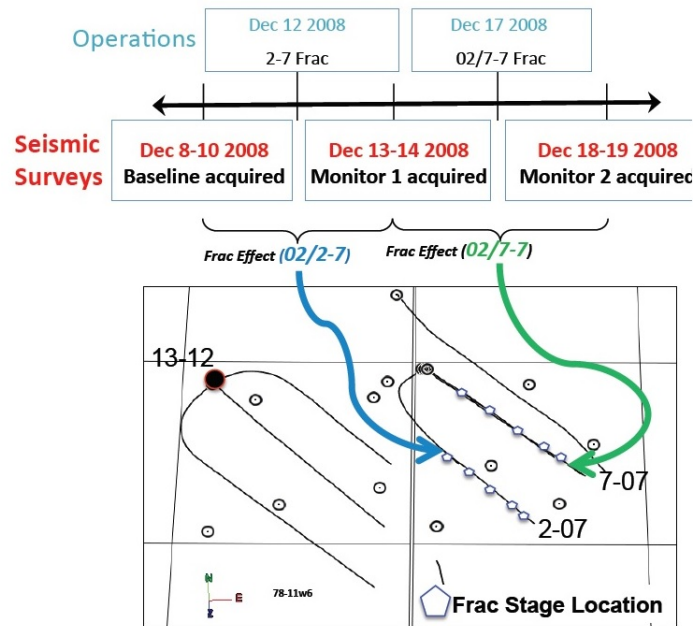 Operations
Dec 12 2008
2-7 Frac
Dec 17 2008
02/7-7 Frac
Seismic
Surveys
Dec 8-10 2008
Baseline acquired
Dec 13-14 2008
Monitor 1 acquired
Dec 18-19 2008
Monitor 2 acquired
Frac Effect (02/2-7)
Frac Effect (02/7-7)
13-12
7-07
2-07
78-11w6
Frac Stage Location